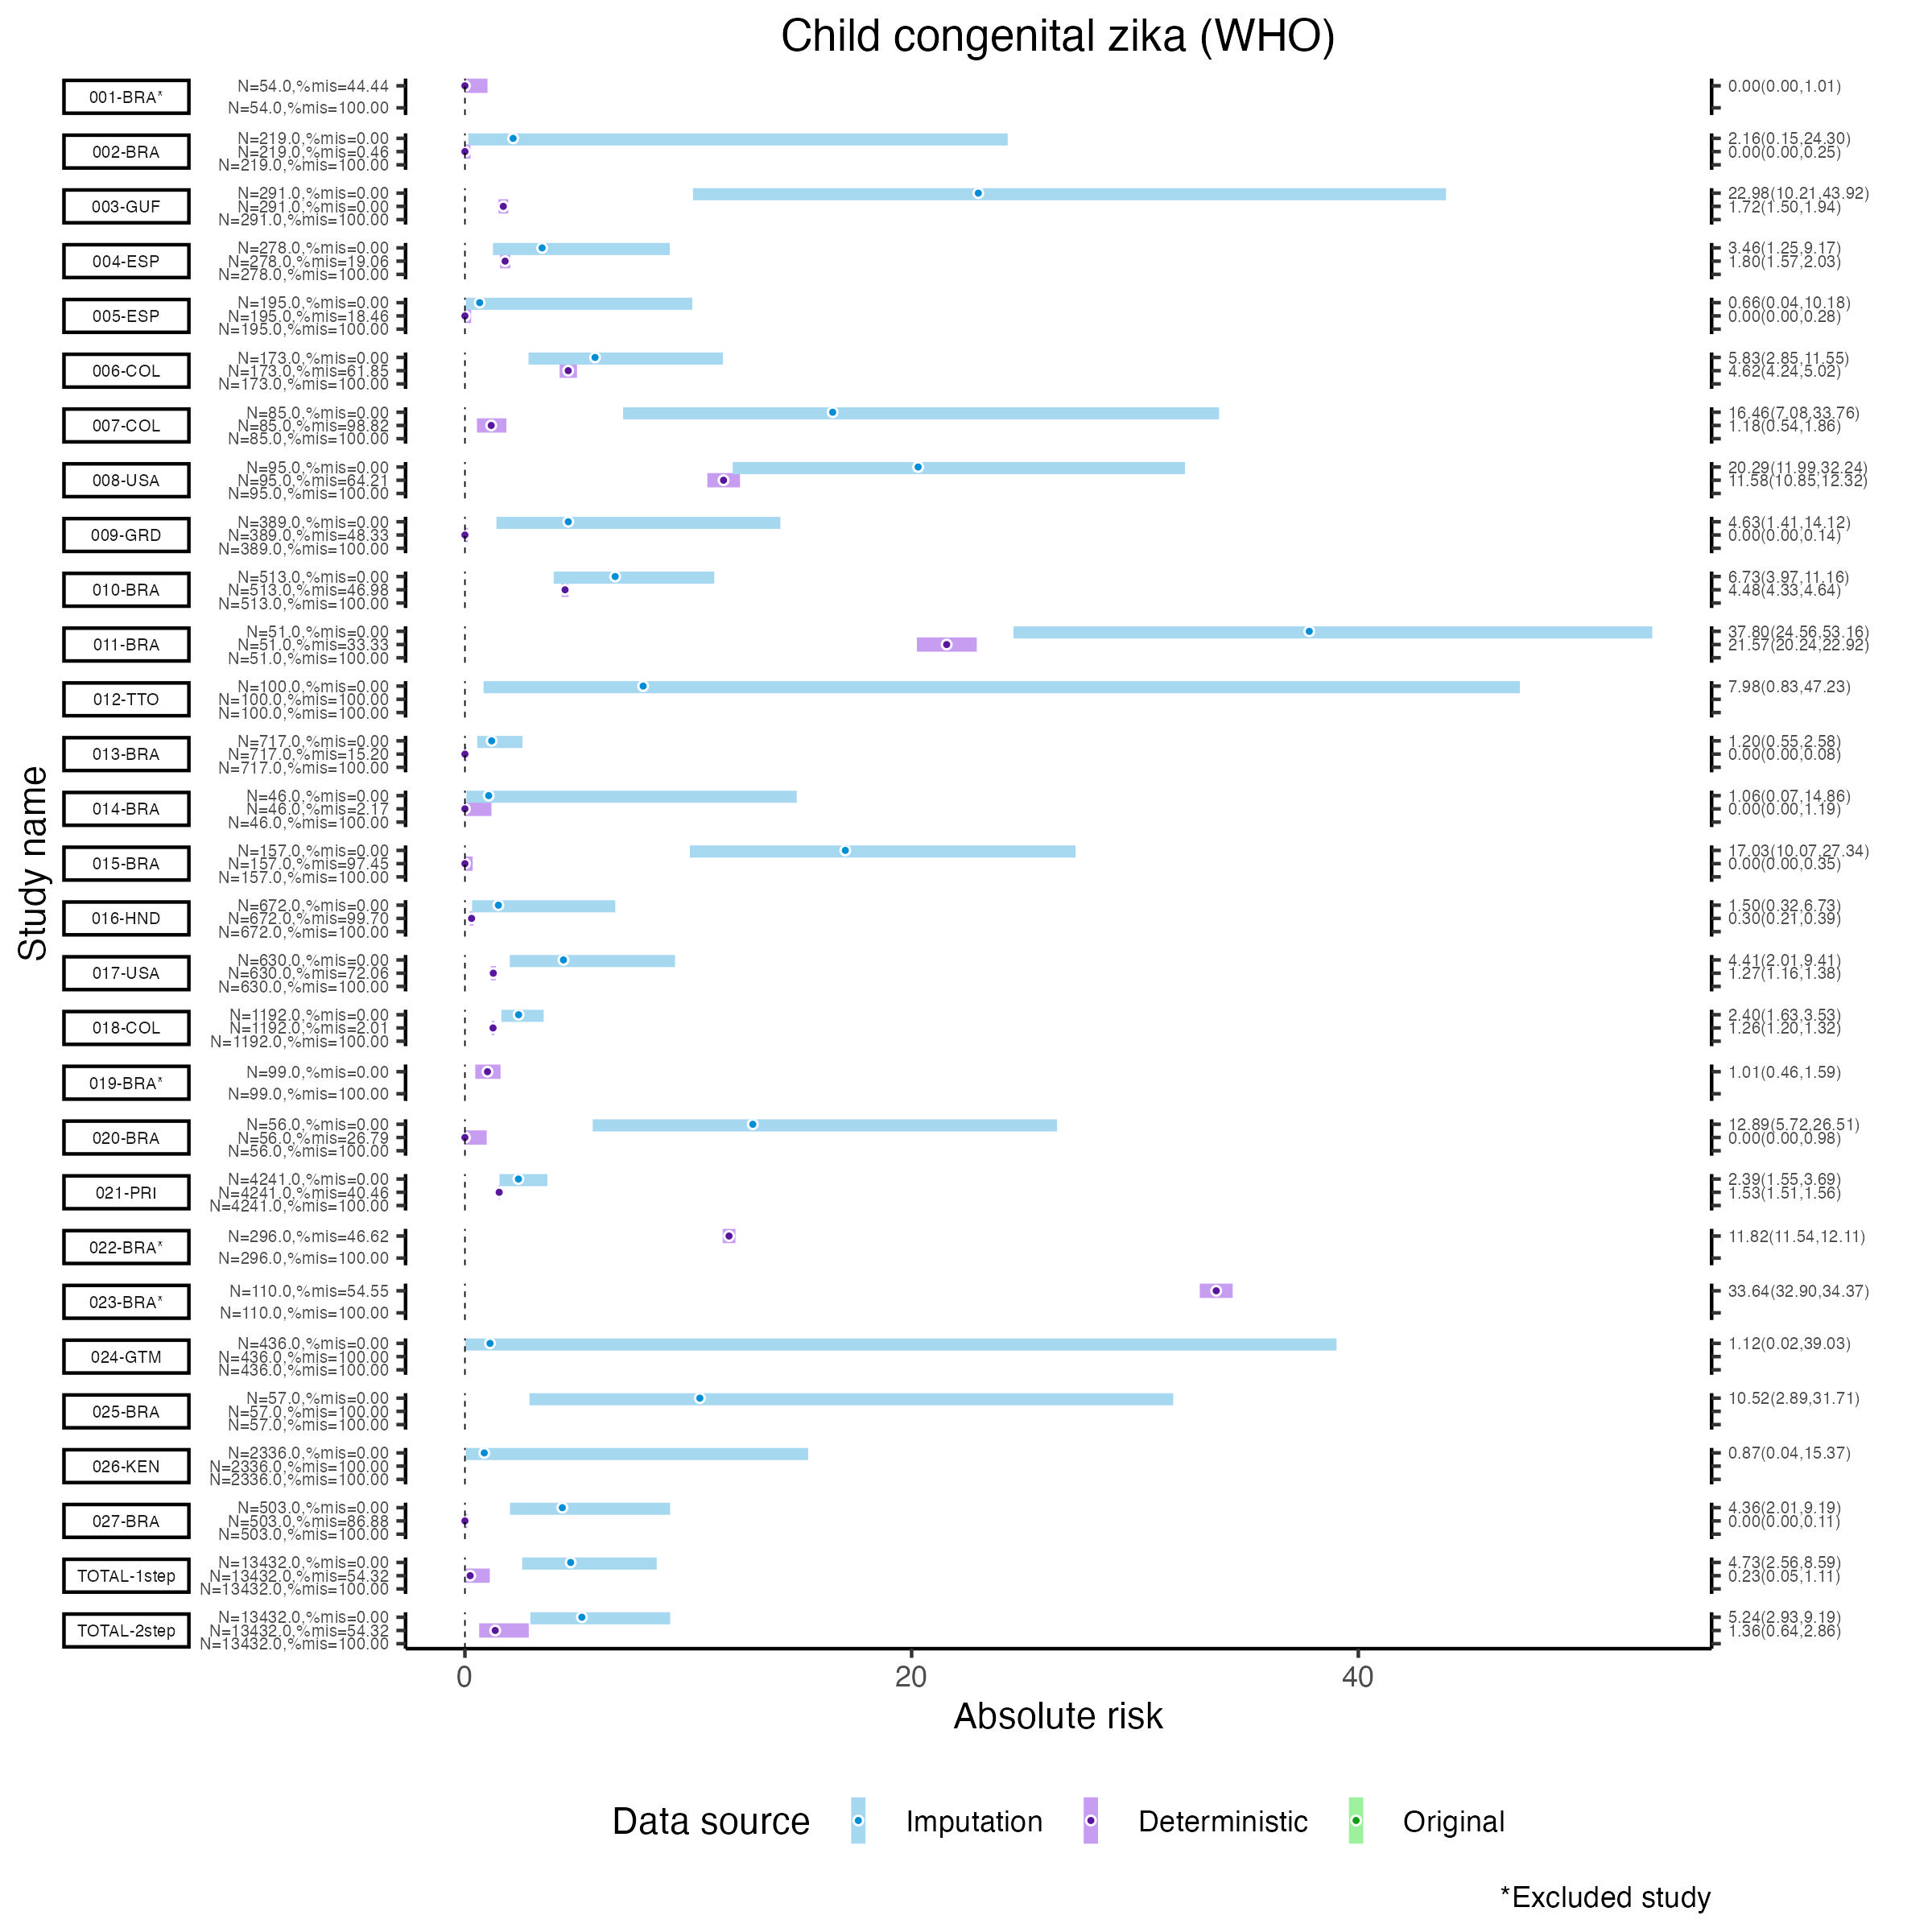 Child congenital zika (WHO)
Study name
001-BRA*
N=54.0,%mis=44.44 0.00(0.00,1.01)
N=54.0,%mis=100.00
002-BRA
N=219.0,%mis=0.00 2.16(0.15,24.30)
N=219.0,%mis=0.46 0.00(0.00,0.25)
N=219.0,%mis=100.00
003-GUF
N=291.0,%mis=0.00 22.98(10.21,43.92)
N=291.0,%mis=0.00 1.72(1.50,1.94)
N=291.0,%mis=100.00
004-ESP
N=278.0,%mis=0.00 3.46(1.25,9.17)
N=278.0,%mis=19.06 1.80(1.57,2.03)
N=278.0,%mis=100.00
005-ESP
N=195.0,%mis=0.00 0.66(0.04,10.18)
N=195.0,%mis=18.46 0.00(0.00,0.28)
N=195.0,%mis=100.00
006-COL
N=173.0,%mis=0.00 5.83(2.85,11.55)
N=173.0,%mis=61.85 4.62(4.24,5.02)
N=173.0,%mis=100.00
007-COL
N=85.0,%mis=0.00 16.46(7.08,33.76)
N=85.0,%mis=98.82 1.18(0.54,1.86)
N=85.0,%mis=100.00
008-USA
N=95.0,%mis=0.00 20.29(11.99,32.24)
N=95.0,%mis=64.21 11.58(10.85,12.32)
N=95.0,%mis=100.00
009-GRD
N=389.0,%mis=0.00 4.63(1.41,14.12)
N=389.0,%mis=48.33 0.00(0.00,0.14)
N=389.0,%mis=100.00
010-BRA
N=513.0,%mis=0.00 6.73(3.97,11.16)
N=513.0,%mis=46.98 4.48(4.33,4.64)
N=513.0,%mis=100.00
011-BRA
N=51.0,%mis=0.00 37.80(24.56,53.16)
N=51.0,%mis=33.33 21.57(20.24,22.92)
N=51.0,%mis=100.00
012-TTO
N=100.0,%mis=0.00 7.98(0.83,47.23)
N=100.0,%mis=100.00
N=100.0,%mis=100.00
013-BRA
N=717.0,%mis=0.00 1.20(0.55,2.58)
N=717.0,%mis=15.20 0.00(0.00,0.08)
N=717.0,%mis=100.00
014-BRA
N=46.0,%mis=0.00 1.06(0.07,14.86)
N=46.0,%mis=2.17 0.00(0.00,1.19)
N=46.0,%mis=100.00
015-BRA
N=157.0,%mis=0.00 17.03(10.07,27.34)
N=157.0,%mis=97.45 0.00(0.00,0.35)
N=157.0,%mis=100.00
016-HND
N=672.0,%mis=0.00 1.50(0.32,6.73)
N=672.0,%mis=99.70 0.30(0.21,0.39)
N=672.0,%mis=100.00
017-USA
N=630.0,%mis=0.00 4.41(2.01,9.41)
N=630.0,%mis=72.06 1.27(1.16,1.38)
N=630.0,%mis=100.00
018-COL
N=1192.0,%mis=0.00 2.40(1.63,3.53)
N=1192.0,%mis=2.01 1.26(1.20,1.32)
N=1192.0,%mis=100.00
019-BRA*
N=99.0,%mis=0.00 1.01(0.46,1.59)
N=99.0,%mis=100.00
020-BRA
N=56.0,%mis=0.00 12.89(5.72,26.51)
N=56.0,%mis=26.79 0.00(0.00,0.98)
N=56.0,%mis=100.00
021-PRI
N=4241.0,%mis=0.00 2.39(1.55,3.69)
N=4241.0,%mis=40.46 1.53(1.51,1.56)
N=4241.0,%mis=100.00
022-BRA*
N=296.0,%mis=46.62 11.82(11.54,12.11)
N=296.0,%mis=100.00
023-BRA*
N=110.0,%mis=54.55 33.64(32.90,34.37)
N=110.0,%mis=100.00
024-GTM
N=436.0,%mis=0.00 1.12(0.02,39.03)
N=436.0,%mis=100.00
N=436.0,%mis=100.00
025-BRA
N=57.0,%mis=0.00 10.52(2.89,31.71)
N=57.0,%mis=100.00
N=57.0,%mis=100.00
026-KEN
N=2336.0,%mis=0.00 0.87(0.04,15.37)
N=2336.0,%mis=100.00
N=2336.0,%mis=100.00
027-BRA
N=503.0,%mis=0.00 4.36(2.01,9.19)
N=503.0,%mis=86.88 0.00(0.00,0.11)
N=503.0,%mis=100.00
TOTAL-1step
N=13432.0,%mis=0.00 4.73(2.56,8.59)
N=13432.0,%mis=54.32 0.23(0.05,1.11)
N=13432.0,%mis=100.00
TOTAL-2step
N=13432.0,%mis=0.00 5.24(2.93,9.19)
N=13432.0,%mis=54.32 1.36(0.64,2.86)
N=13432.0,%mis=100.00
0 20 40
Absolute risk
Data source Imputation Deterministic Original
*Excluded study